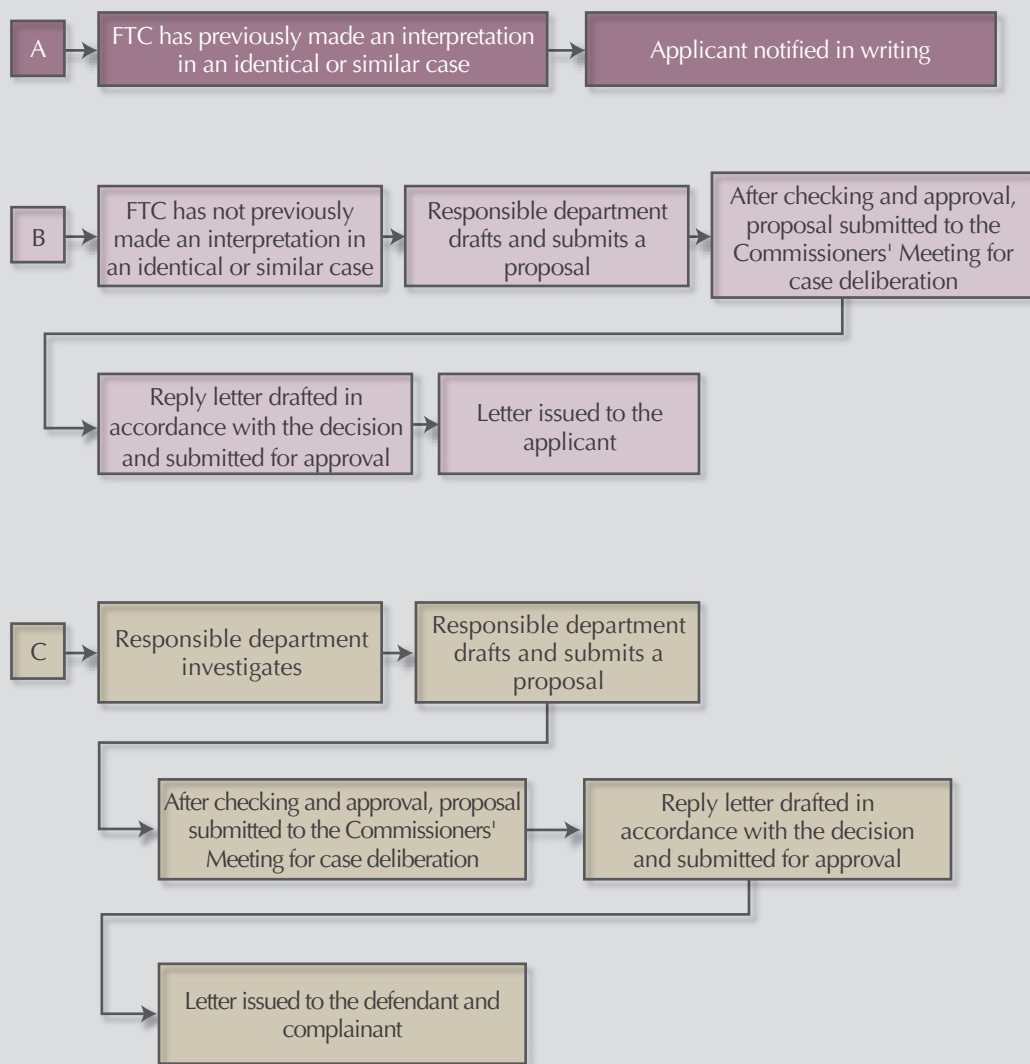 A
FTC has previously made an interpretation
in an identical or similar case
Applicant notified in writing
B
FTC has not previously
made an interpretation in
an identical or similar case
Responsible department
drafts and submits a
proposal
After checking and approval,
proposal submitted to the
Commissioners' Meeting for
case deliberation
Reply letter drafted in
accordance with the decision
and submitted for approval
Letter issued to the
applicant
C
Responsible department
investigates
Responsible department
drafts and submits a
proposal
After checking and approval, proposal
submitted to the Commissioners'
Meeting for case deliberation
Reply letter drafted in
accordance with the decision
and submitted for approval
Letter issued to the defendant and
complainant